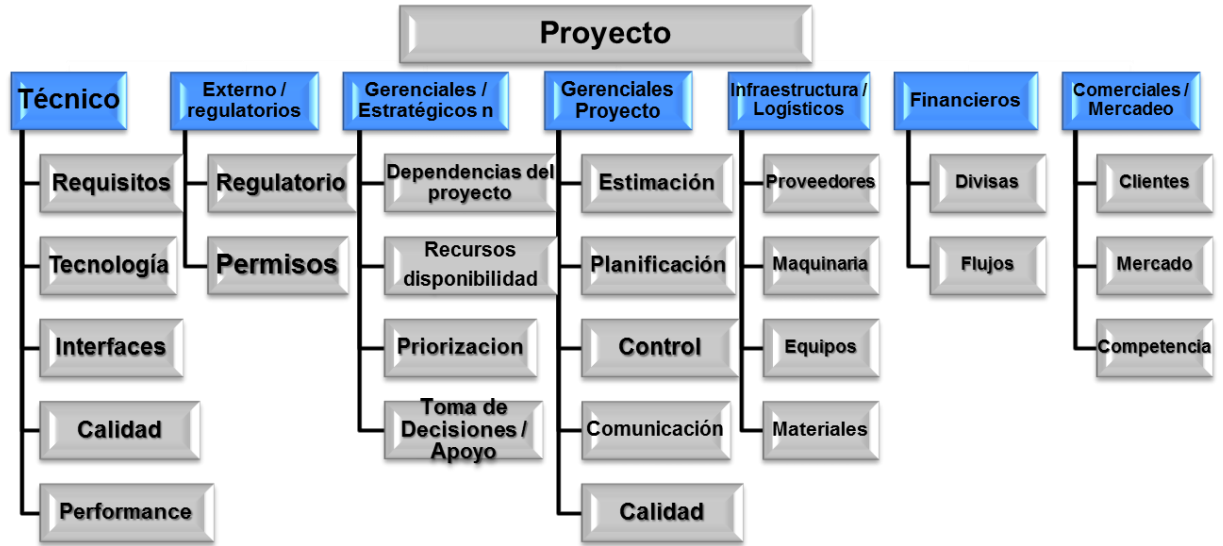 Proyecto
Técnico
Requisitos
Tecnología
Interfaces
Calidad
Performance
Externo /
regulatorios
Regulatorio
Permisos
Gerenciales /
Estratégicos n
Dependencias del
proyecto
Recursos
disponibilidad
Priorizacion
Toma de
Decisiones /
Apoyo
Gerenciales
Proyecto
Estimación
Planificación
Control
Comunicación
Calidad
Infraestructura /
Logísticos
Proveedores
Maquinaria
Equipos
Materiales
Financieros
Divisas
Flujos
Comerciales /
Mercadeo
Clientes
Mercado
Competencia